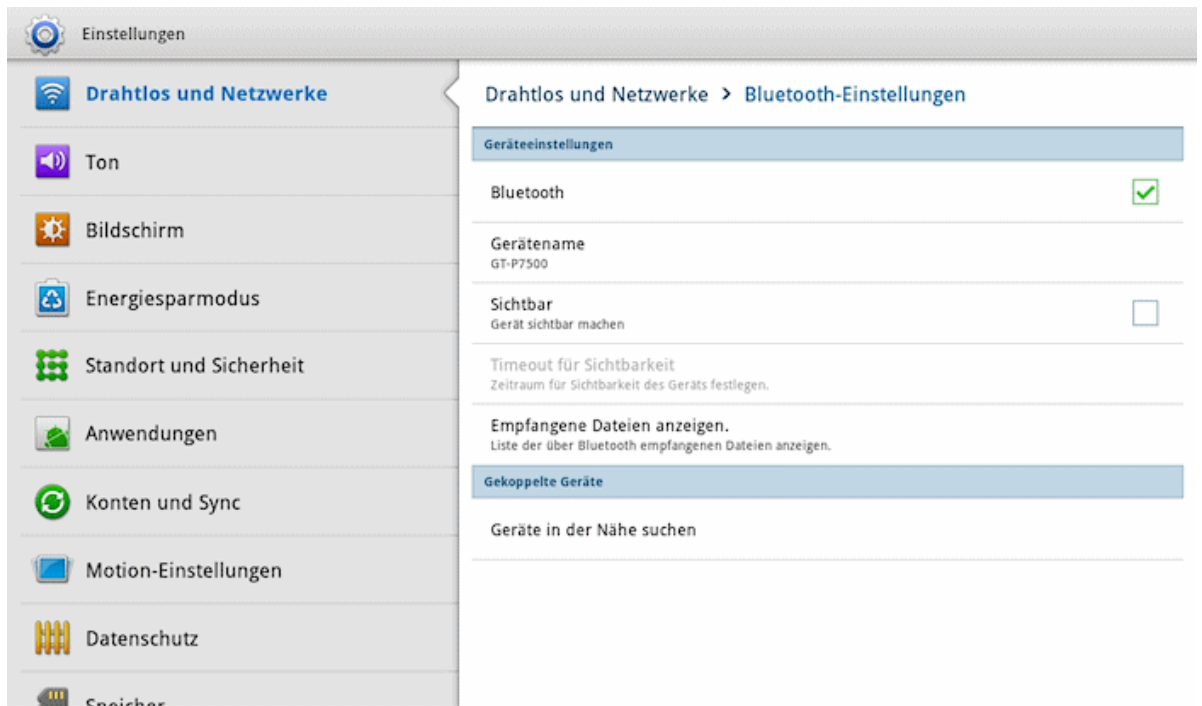 Einstellungen
Drahtlos und Netzwerke
Ton
Bildschirm
Energiesparmodus
Standort und Sicherheit
Anwendungen
Konten und Sync
Motion-Einstellungen
Datenschutz
Speicher
Drahtlos und Netzwerke > Bluetooth-Einstellungen
Geräteeinstellungen
Bluetooth
Gerätename
GT-P7500
Sichtbar
Gerät sichtbar machen
Timeout für Sichtbarkeit
Zeitraum für Sichtbarkeit des Geräts festlegen.
Empfangene Dateien anzeigen.
Liste der über Bluetooth empfangenen Dateien anzeigen.
Gekoppelte Geräte
Geräte in der Nähe suchen